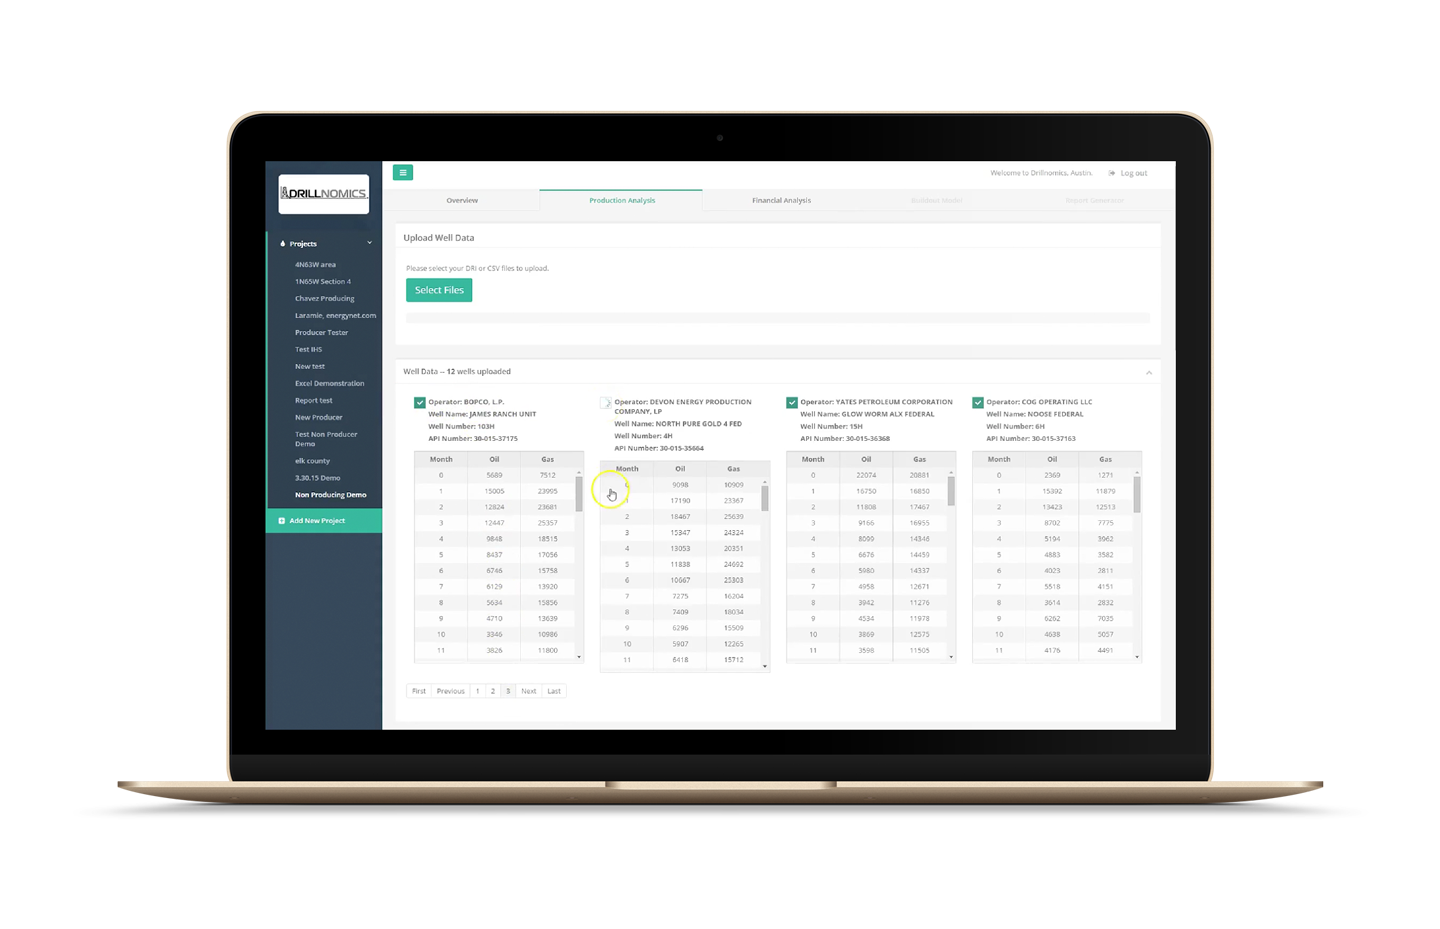 DRILLNOMICS
Welcome to Drillnomics, Austin.
Log out
Overview
Production Analysis
Financial Analysis
Buildout Model
Report Generator
Projects
4N63W area
1N65W Section 4
Chavez Producing
Laramie, energynet.com
Producer Tester
Test IHS
New test
Excel Demonstration
Report test
New Producer
Test Non Producer
Demo
elk county
3.30.15 Demo
Non Producing Demo
Add New Project
Upload Well Data
Please select your DRI or CSV files to upload.
Select Files
Well Data -- 12 wells uploaded
Operator: BOPCO, L.P.
Well Name: JAMES RANCH UNIT
Well Number: 103H
API Number: 30-015-37175
Month Oil Gas
0 5689 7512
1 15005 23995
2 12824 23681
3 12447 25357
4 9848 18515
5 8437 17056
6 6746 15758
7 6129 13920
8 5634 15856
9 4710 13639
10 3346 10986
11 3826 11800
Operator: DEVON ENERGY PRODUCTION
COMPANY, LP
Well Name: NORTH PURE GOLD 4 FED
Well Number: 4H
API Number: 30-015-35664
Month Oil Gas
0 9098 10909
1 17190 23367
2 18467 25639
3 15347 24324
4 13053 20351
5 11838 24692
6 10667 25303
7 7275 16204
8 7409 18034
9 6296 15509
10 5907 12265
11 6418 15712
Operator: YATES PETROLEUM CORPORATION
Well Name: GLOW WORM ALX FEDERAL
Well Number: 15H
API Number: 30-015-36368
Month Oil Gas
0 22074 20881
1 16750 16850
2 11808 17467
3 9166 16955
4 8099 14346
5 6676 14459
6 5980 14337
7 4958 12671
8 3942 11276
9 4534 11978
10 3869 12575
11 3598 11505
Operator: COG OPERATING LLC
Well Name: NOOSE FEDERAL
Well Number: 6H
API Number: 30-015-37163
Month Oil Gas
0 2369 1271
1 15392 11879
2 13423 12513
3 8702 7775
4 5194 3962
5 4883 3582
6 4023 2811
7 5518 4151
8 3614 2832
9 6262 7035
10 4638 5057
11 4176 4491
First Previous 1 2 3 Next Last